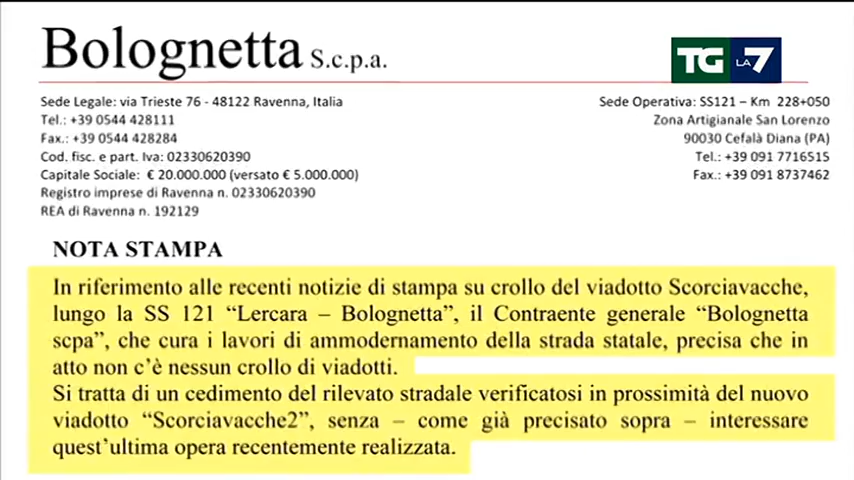 Bolognetta S.c.p.a.
TG LA 7
Sede Legale: via Trieste 76 - 48122 Ravenna, Italia
Tel.: +39 0544 428111
Fax.: +39 0544 428284
Cod. fisc. e part. Iva: 02330620390
Capitale Sociale: € 20.000.000 (versato € 5.000.000)
Registro imprese di Ravenna n. 02330620390
REA di Ravenna n. 192129
Sede Operativa: SS121 – Km 228+050
Zona Artigianale San Lorenzo
90030 Cefalà Diana (PA)
Tel.: +39 091 7716515
Fax.: +39 091 8737462
NOTA STAMPA
In riferimento alle recenti notizie di stampa su crollo del viadotto Scorciavacche,
lungo la SS 121 “Lercara – Bolognetta”, il Contraente generale “Bolognetta
scpa”, che cura i lavori di ammodernamento della strada statale, precisa che in
atto non c’è nessun crollo di viadotti.
Si tratta di un cedimento del rilevato stradale verificatosi in prossimità del nuovo
viadotto “Scorciavacche2”, senza – come già precisato sopra – interessare
quest’ultima opera recentemente realizzata.